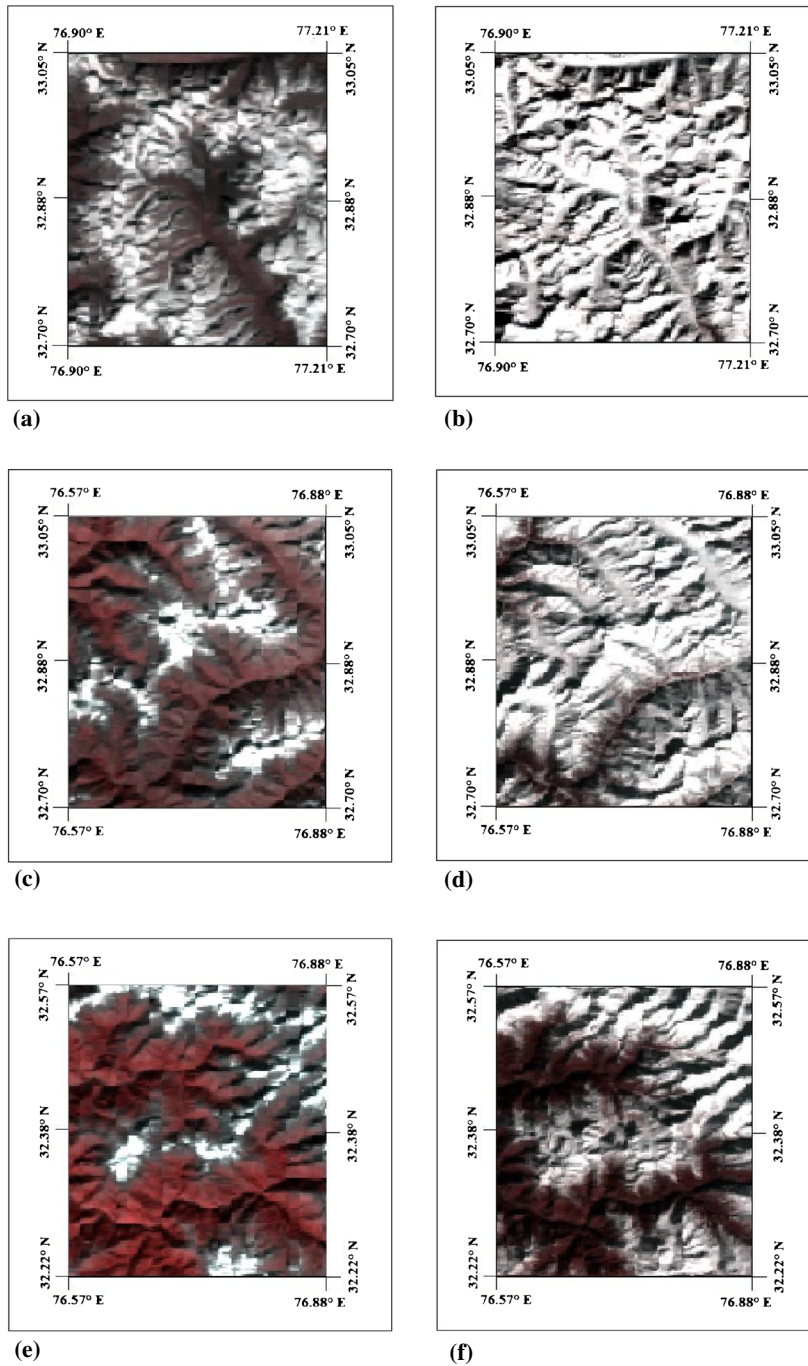 76.90° E 77.21° E
33.05° N 33.05° N
32.88° N 32.88° N
32.70° N 32.70° N
76.90° E 77.21° E
(a)
76.90° E 77.21° E
33.05° N 33.05° N
32.88° N 32.88° N
32.70° N 32.70° N
76.90° E 77.21° E
(b)
76.57° E 76.88° E
33.05° N 33.05° N
32.88° N 32.88° N
32.70° N 32.70° N
76.57° E 76.88° E
(c)
76.57° E 76.88° E
33.05° N 33.05° N
32.88° N 32.88° N
32.70° N 32.70° N
76.57° E 76.88° E
(d)
76.57° E 76.88° E
32.57° N 32.57° N
32.38° N 32.38° N
32.22° N 32.22° N
76.57° E 76.88° E
(e)
76.57° E 76.88° E
32.57° N 32.57° N
32.38° N 32.38° N
32.22° N 32.22° N
76.57° E 76.88° E
(f)